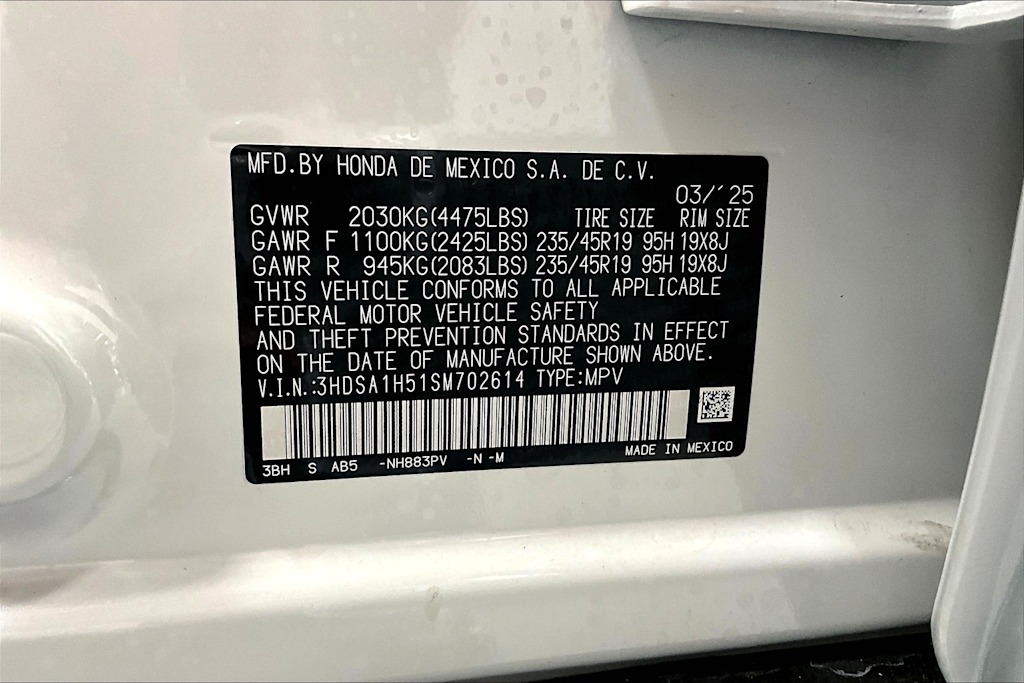 MFD.BY HONDA DE MEXICO S.A. DE C.V.
03/´25
GVWR 2030KG(4475LBS) TIRE SIZE RIM SIZE
GAWR F 1100KG(2425LBS) 235/45R19 95H 19X8J
GAWR R 945KG(2083LBS) 235/45R19 95H 19X8J
THIS VEHICLE CONFORMS TO ALL APPLICABLE
FEDERAL MOTOR VEHICLE SAFETY
AND THEFT PREVENTION STANDARDS IN EFFECT
ON THE DATE OF MANUFACTURE SHOWN ABOVE.
V.I.N.:3HDSA1H51SM702614 TYPE:MPV
MADE IN MEXICO
3BH S AB5 -NH883PV -N -M